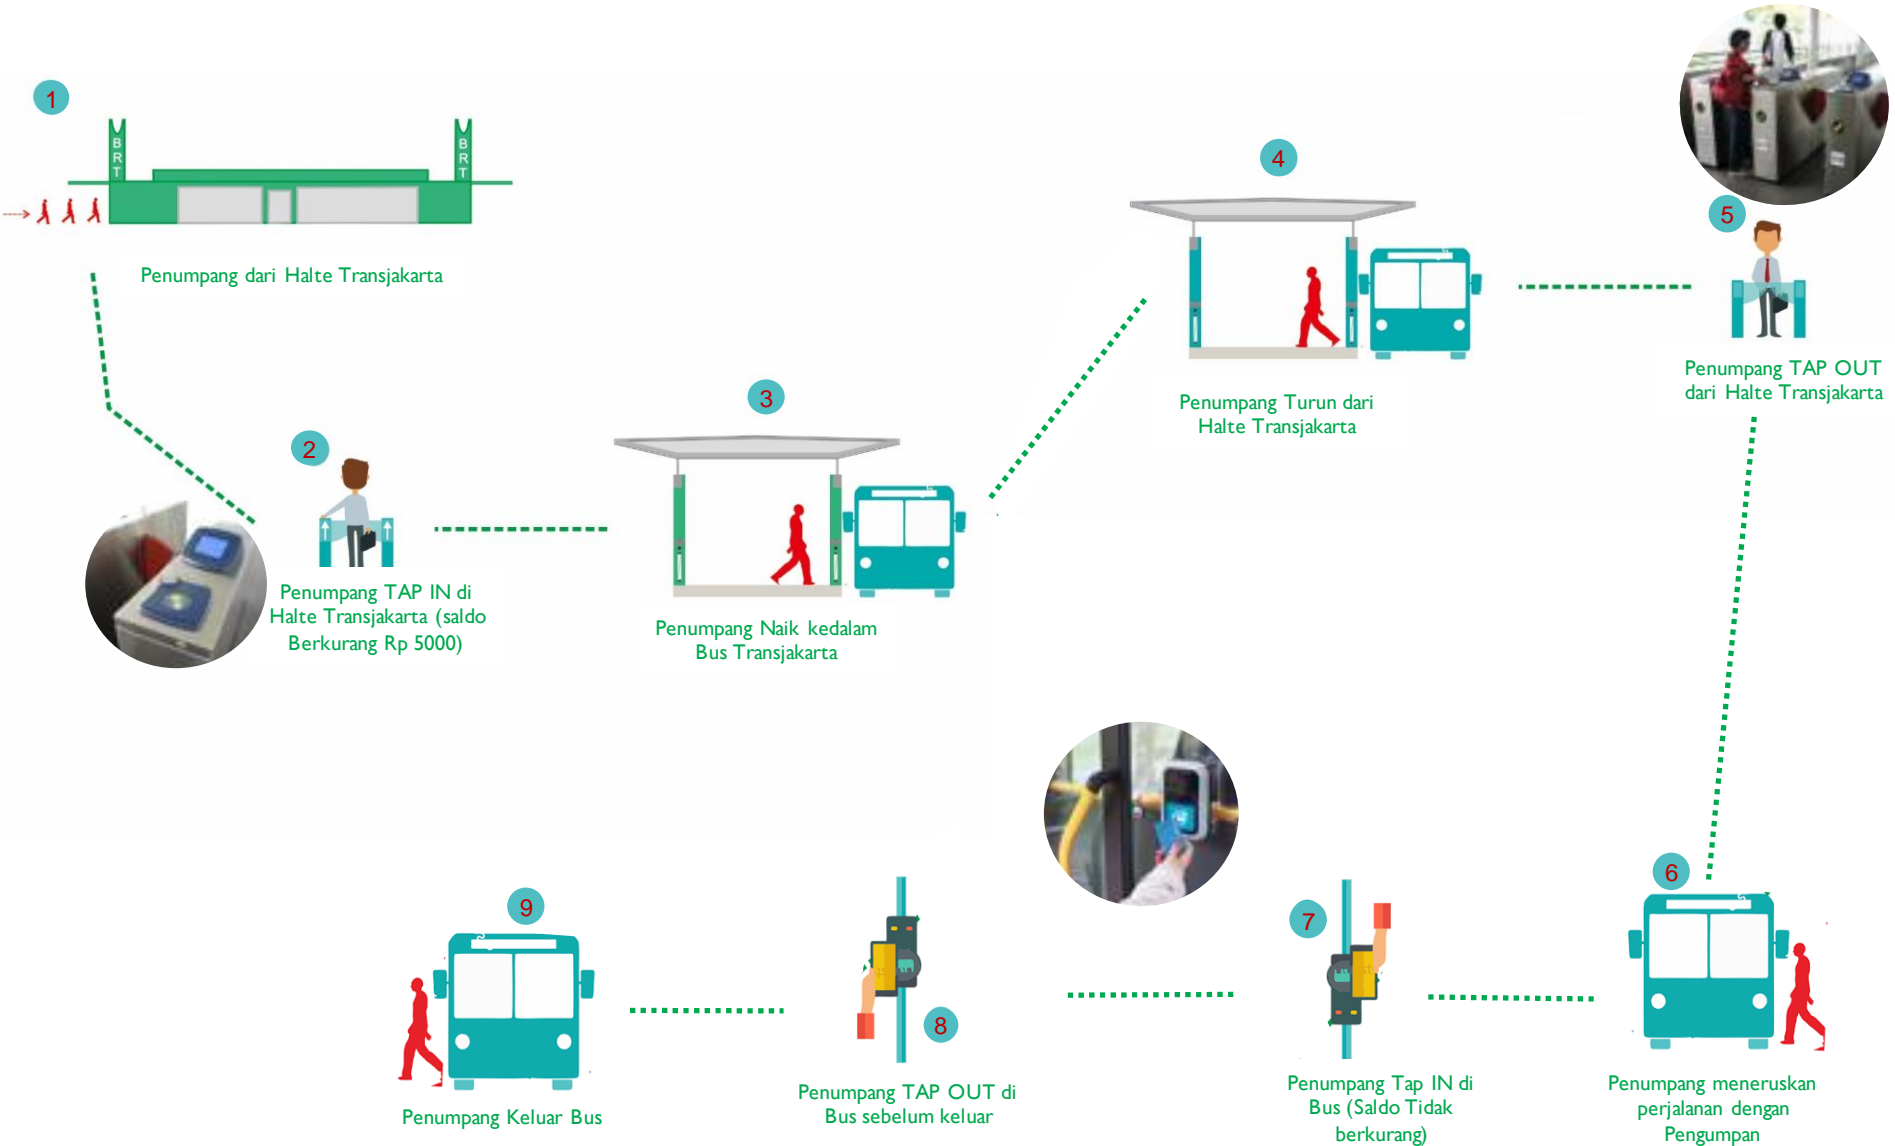 1
BRT
BRT
Penumpang dari Halte Transjakarta
2
Penumpang TAP IN di
Halte Transjakarta (saldo
Berkurang Rp 5000)
3
Penumpang Naik kedalam
Bus Transjakarta
4
Penumpang Turun dari
Halte Transjakarta
5
Penumpang TAP OUT
dari Halte Transjakarta
6
Penumpang meneruskan
perjalanan dengan
Pengumpan
7
Penumpang Tap IN di
Bus (Saldo Tidak
berkurang)
8
Penumpang TAP OUT di
Bus sebelum keluar
9
Penumpang Keluar Bus